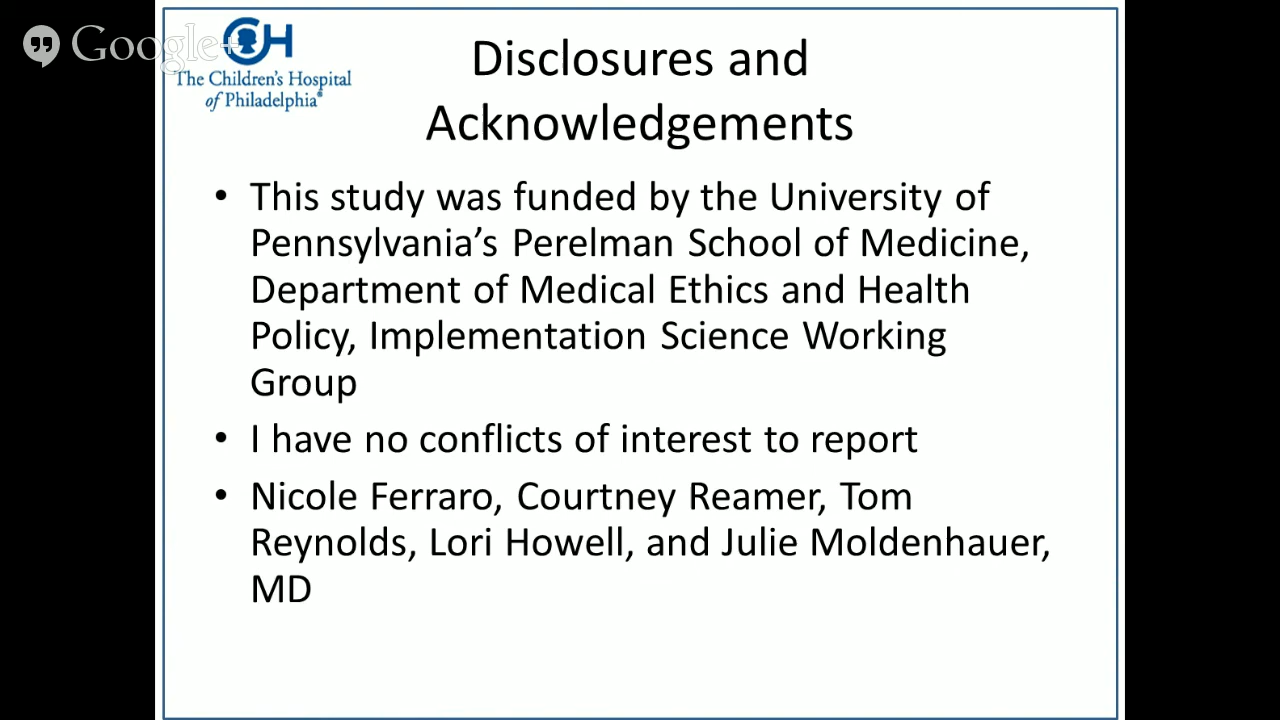 Google+
CH
The Children's Hospital
of Philadelphia®
Disclosures and
Acknowledgements
• This study was funded by the University of
Pennsylvania’s Perelman School of Medicine,
Department of Medical Ethics and Health
Policy, Implementation Science Working
Group
• I have no conflicts of interest to report
• Nicole Ferraro, Courtney Reamer, Tom
Reynolds, Lori Howell, and Julie Moldenhauer,
MD